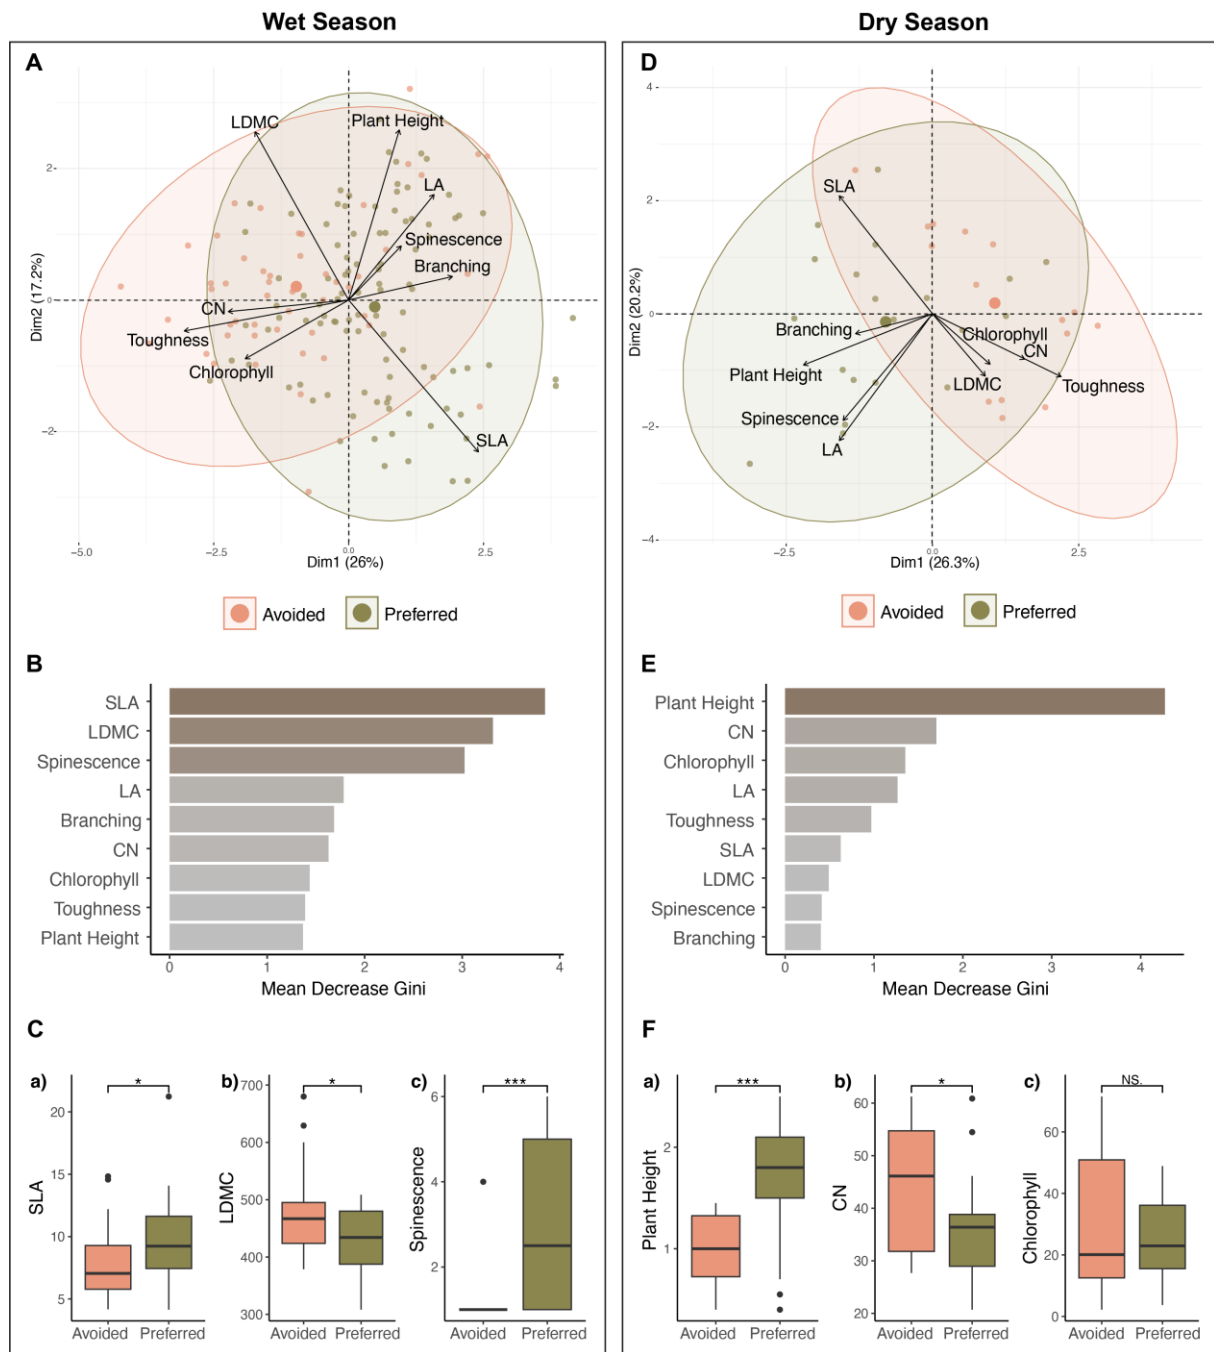 Wet Season
Dry Season
A
LDMC
Plant Height
LA
Spinescence
Branching
CN
Toughness
Chlorophyll
SLA
2
0
-2
Dim2 (17.2%)
-5.0
-2.5
0.0
2.5
Dim1 (26%)
Avoided
Preferred
D
SLA
Branching
Plant Height
Spinescence
LA
Chlorophyll
CN
LDMC
Toughness
4
2
0
-2
-4
Dim2 (20.2%)
-2.5
0.0
2.5
Dim1 (26.3%)
Avoided
Preferred
B
SLA
LDMC
Spinescence
LA
Branching
CN
Chlorophyll
Toughness
Plant Height
0 1 2 3 4
Mean Decrease Gini
E
Plant Height
CN
Chlorophyll
LA
Toughness
SLA
LDMC
Spinescence
Branching
0 1 2 3 4
Mean Decrease Gini
C
a)
*
SLA
20
15
10
5
Avoided Preferred
b)
*
LDMC
700
600
500
400
300
Avoided Preferred
c)
***
Spinescence
6
4
2
Avoided Preferred
F
a)
***
Plant Height
2
1
Avoided Preferred
b)
*
CN
60
50
40
30
20
Avoided Preferred
c)
NS.
Chlorophyll
60
40
20
0
Avoided Preferred